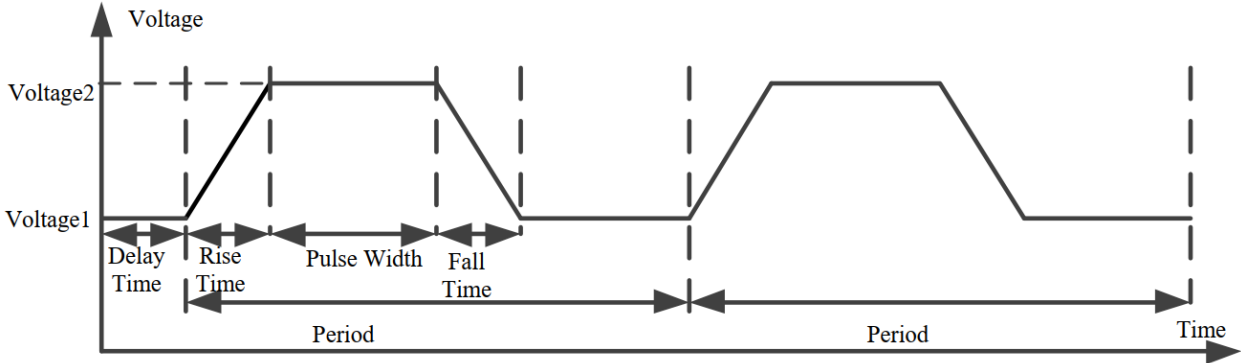 Voltage
Voltage2
Voltage1
Delay
Time
Rise
Time
Pulse Width
Fall
Time
Period
Period
Time